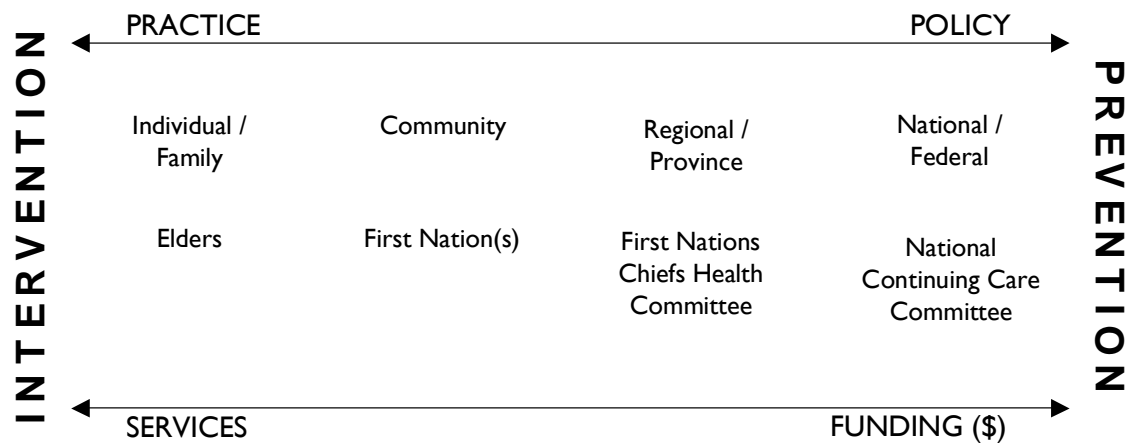 PRACTICE POLICY
INTERVENTION
PREVENTION
Individual /
Family
Community
Regional /
Province
National /
Federal
Elders
First Nation(s)
First Nations
Chiefs Health
Committee
National
Continuing Care
Committee
SERVICES FUNDING ($)